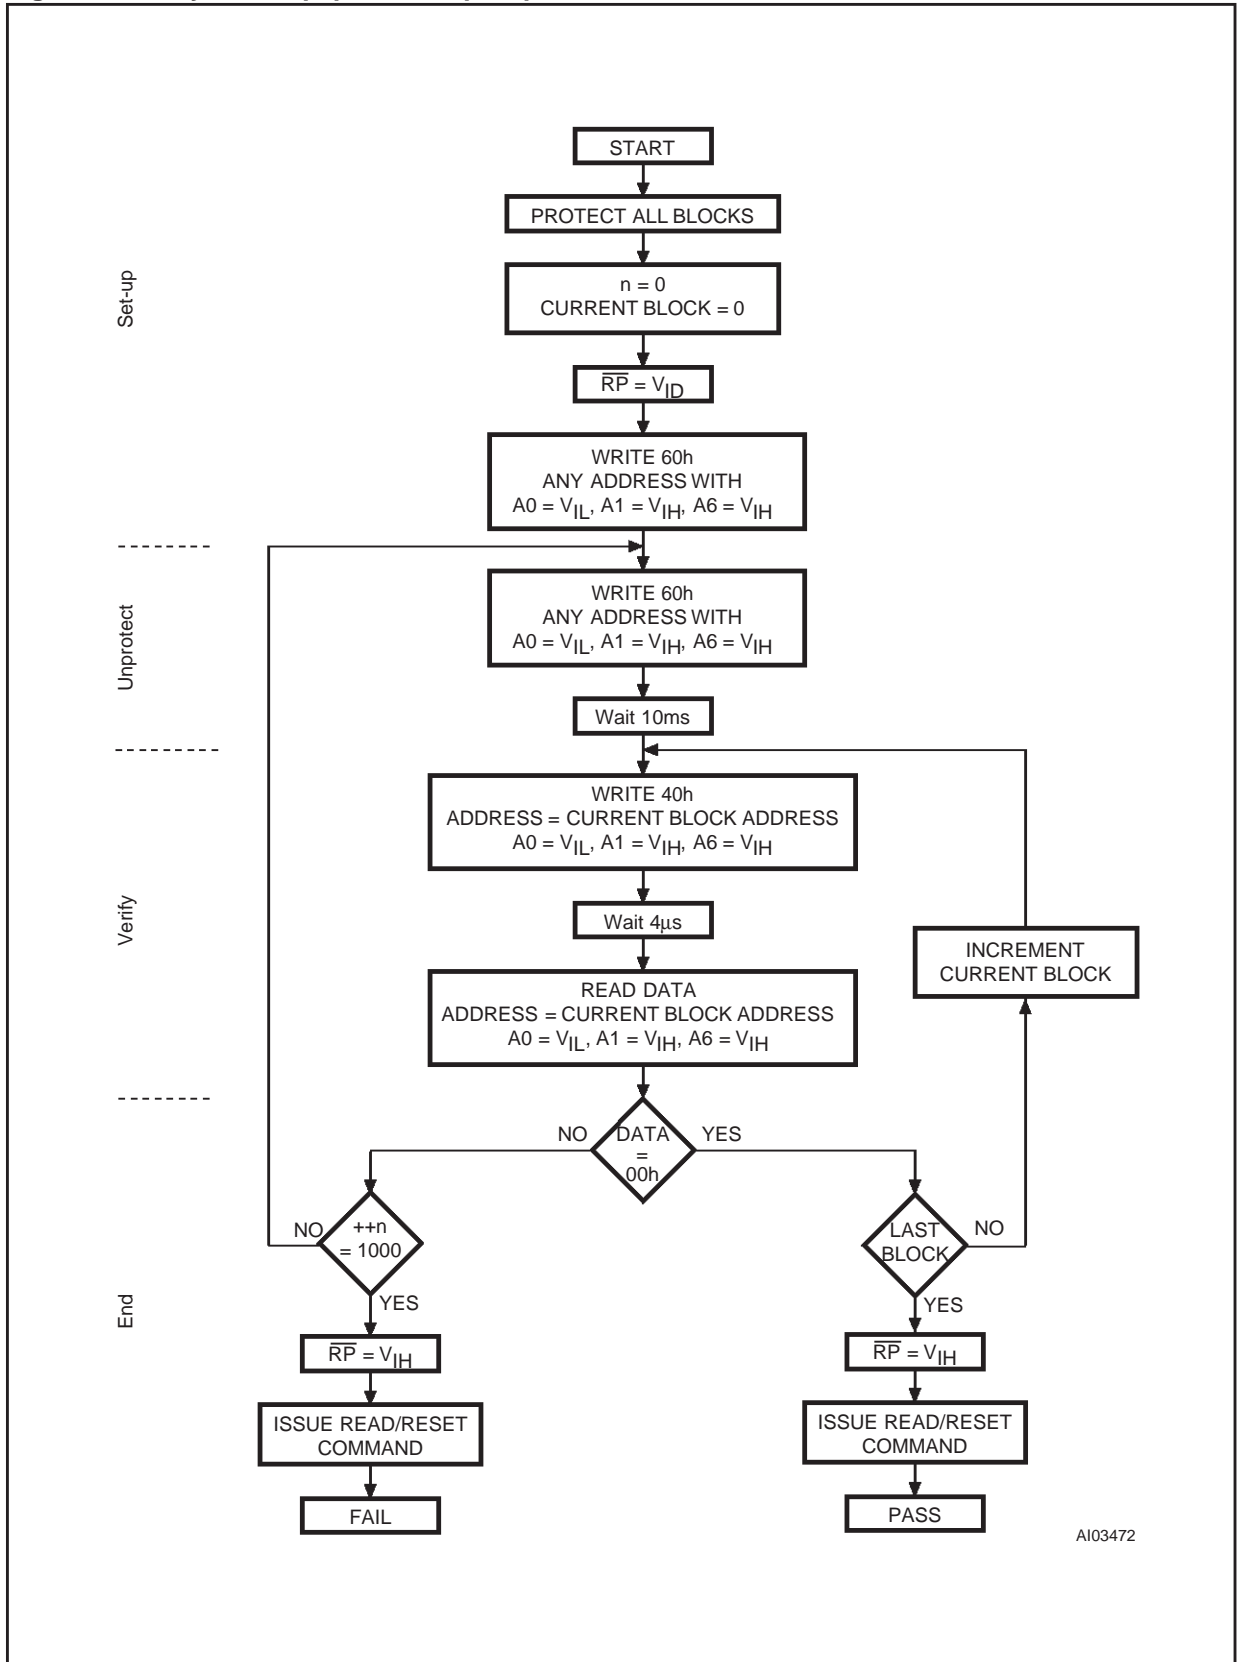 START
PROTECT ALL BLOCKS
Set-up
n = 0
CURRENT BLOCK = 0
R̅P̅ = VID
WRITE 60h
ANY ADDRESS WITH
A0 = VIL, A1 = VIH, A6 = VIH
Unprotect
WRITE 60h
ANY ADDRESS WITH
A0 = VIL, A1 = VIH, A6 = VIH
Wait 10ms
Verify
WRITE 40h
ADDRESS = CURRENT BLOCK ADDRESS
A0 = VIL, A1 = VIH, A6 = VIH
Wait 4μs
INCREMENT
CURRENT BLOCK
READ DATA
ADDRESS = CURRENT BLOCK ADDRESS
A0 = VIL, A1 = VIH, A6 = VIH
End
NO
DATA
=
00h
YES
NO
++n
= 1000
YES
LAST
BLOCK
NO
YES
R̅P̅ = VIH
R̅P̅ = VIH
ISSUE READ/RESET
COMMAND
ISSUE READ/RESET
COMMAND
FAIL
PASS
AI03472